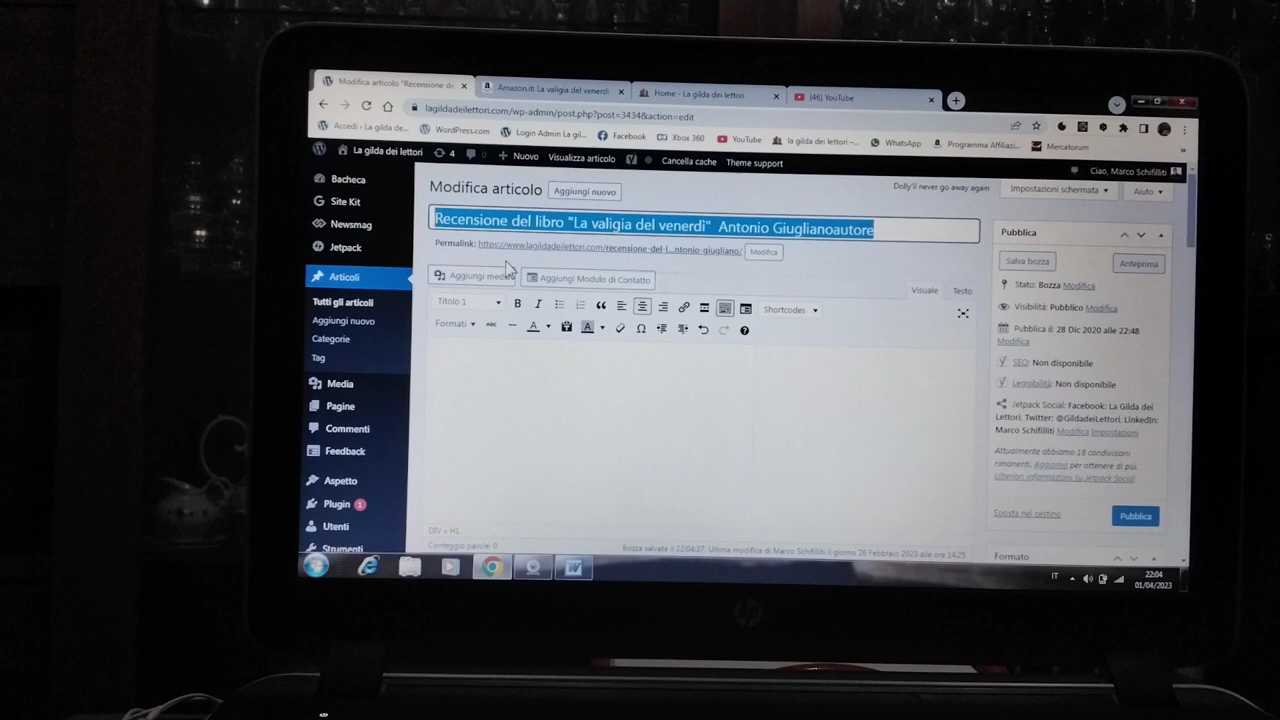 Modifica articolo "Recensione de
Amazon.it: La valigia del venerdì
Home - La gilda dei lettori
(46) YouTube
lagildadeilettori.com/wp-admin/post.php?post=3434&action=edit
Accedi ‹ La gilda de...
WordPress.com
Login Admin La gil...
Facebook
Xbox 360
YouTube
la gildadei lettori –...
WhatsApp
Programma Affiliazi...
Mercatorum
La gilda dei lettori
4
0
Nuovo
Visualizza articolo
Cancella cache
Theme support
Ciao, Marco Schifilliti
Bacheca
Site Kit
Newsmag
Jetpack
Articoli
Tutti gli articoli
Aggiungi nuovo
Categorie
Tag
Media
Pagine
Commenti
Feedback
Aspetto
Plugin 1
Utenti
Strumenti
Modifica articolo
Aggiungi nuovo
Dolly'll never go away again
Impostazioni schermata
Aiuto
Recensione del libro "La valigia del venerdì" Antonio Giuglianoautore
Permalink: https://www.lagildadeilettori.com/recensione-del-l...ntonio-giugliano/
Modifica
Aggiungi media
Aggiungi Modulo di Contatto
Visuale
Testo
Titolo 1
B
I
Shortcodes
Formati
ABC
A
A
Ω
DIV » H1
Conteggio parole: 0
Bozza salvata il 22:04:37. Ultima modifica di Marco Schifilliti il giorno 26 Febbraio 2023 alle ore 14:25
Pubblica
Salva bozza
Anteprima
Stato: Bozza Modifica
Visibilità: Pubblico Modifica
Pubblica il: 28 Dic 2020 alle 22:48
Modifica
SEO: Non disponibile
Leggibilità: Non disponibile
Jetpack Social: Facebook: La Gilda dei
Lettori, Twitter: @GildadeiLettori, LinkedIn:
Marco Schifilliti Modifica Impostazioni
Attualmente abbiamo 18 condivisioni
rimanenti. Aggiorna per ottenere di più.
Ulteriori informazioni su Jetpack Social
Sposta nel cestino
Pubblica
Formato
IT
22:04
01/04/2023
hp